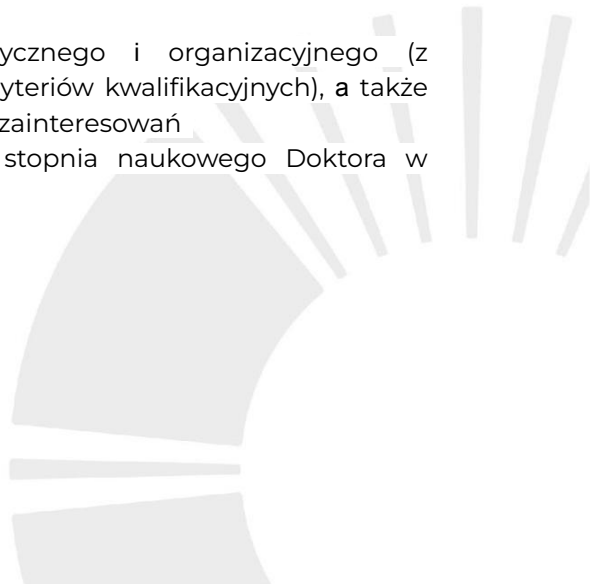 ycznego i organizacyjnego (z
yteriów kwalifikacyjnych), a także
zainteresowań
stopnia naukowego Doktora w